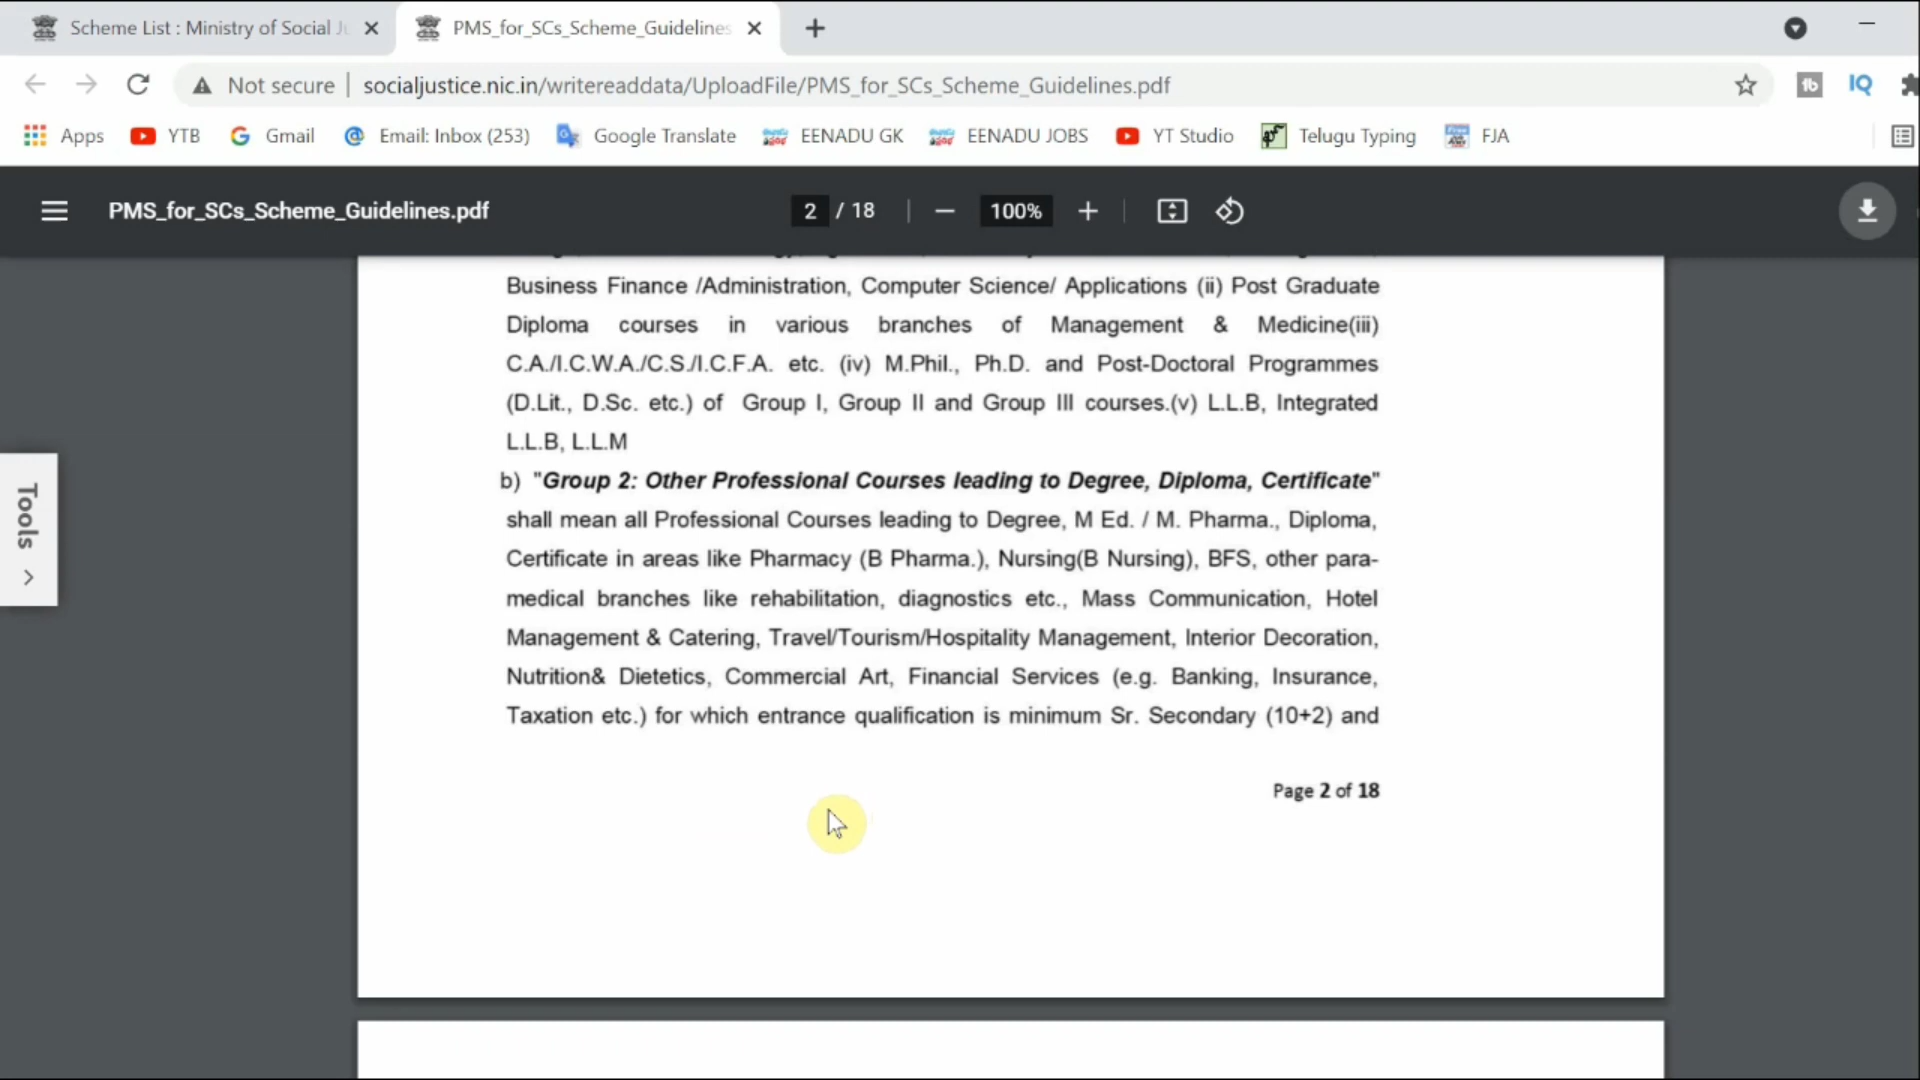 Scheme List : Ministry of Social Ju
PMS_for_SCs_Scheme_Guidelines
Not secure | socialjustice.nic.in/writereaddata/UploadFile/PMS_for_SCs_Scheme_Guidelines.pdf
Apps YTB Gmail Email: Inbox (253) Google Translate EENADU GK EENADU JOBS YT Studio Telugu Typing FJA
PMS_for_SCs_Scheme_Guidelines.pdf 2 / 18 100%
Business Finance /Administration, Computer Science/ Applications (ii) Post Graduate
Diploma courses in various branches of Management & Medicine(iii)
C.A./I.C.W.A./C.S./I.C.F.A. etc. (iv) M.Phil., Ph.D. and Post-Doctoral Programmes
(D.Lit., D.Sc. etc.) of Group I, Group II and Group III courses.(v) L.L.B, Integrated
L.L.B, L.L.M
b) "Group 2: Other Professional Courses leading to Degree, Diploma, Certificate"
shall mean all Professional Courses leading to Degree, M Ed. / M. Pharma., Diploma,
Certificate in areas like Pharmacy (B Pharma.), Nursing(B Nursing), BFS, other para-
medical branches like rehabilitation, diagnostics etc., Mass Communication, Hotel
Management & Catering, Travel/Tourism/Hospitality Management, Interior Decoration,
Nutrition& Dietetics, Commercial Art, Financial Services (e.g. Banking, Insurance,
Taxation etc.) for which entrance qualification is minimum Sr. Secondary (10+2) and
Page 2 of 18
Tools